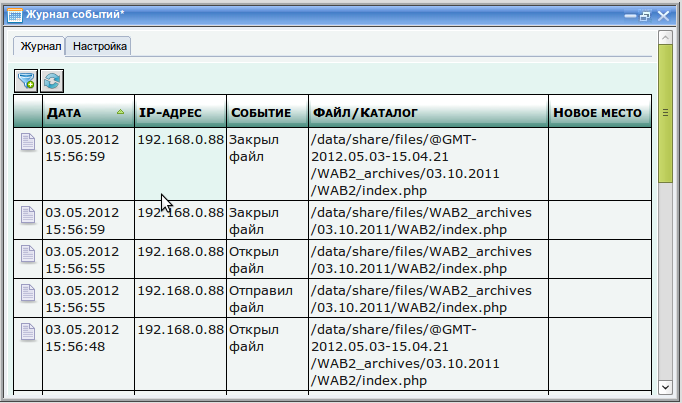 Журнал событий*
Журнал Настройка
Дата IP-адрес Событие Файл/Каталог Новое место
03.05.2012 192.168.0.88 Закрыл /data/share/files/@GMT-
15:56:59 файл 2012.05.03-15.04.21
/WAB2_archives/03.10.2011
/WAB2/index.php
03.05.2012 192.168.0.88 Закрыл /data/share/files/WAB2_archives
15:56:59 файл /03.10.2011/WAB2/index.php
03.05.2012 192.168.0.88 Открыл /data/share/files/WAB2_archives
15:56:55 файл /03.10.2011/WAB2/index.php
03.05.2012 192.168.0.88 Отправил /data/share/files/WAB2_archives
15:56:55 файл /03.10.2011/WAB2/index.php
03.05.2012 192.168.0.88 Открыл /data/share/files/@GMT-
15:56:48 файл 2012.05.03-15.04.21
/WAB2_archives/03.10.2011
/WAB2/index.php